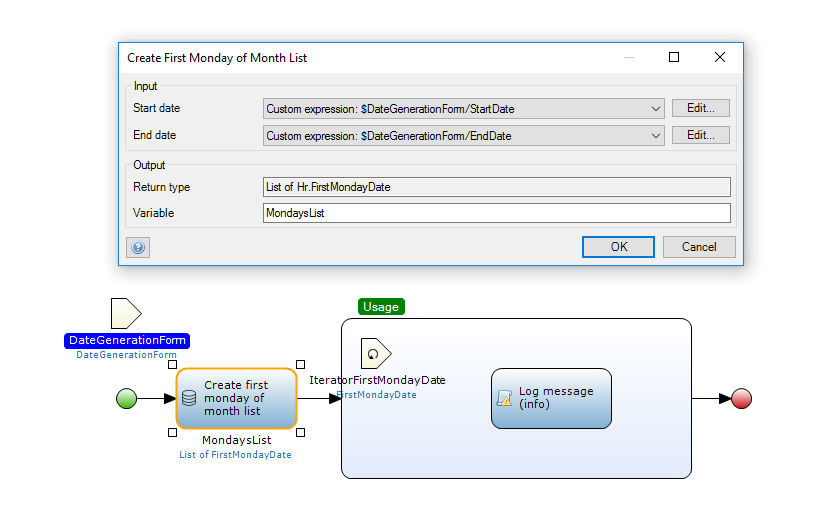 Create First Monday of Month List
Input
Start date
Custom expression: $DateGenerationForm/StartDate
Edit...
End date
Custom expression: $DateGenerationForm/EndDate
Edit...
Output
Return type
List of Hr.FirstMondayDate
Variable
MondaysList
OK
Cancel
DateGenerationForm
DateGenerationForm
Create first
monday of
month list
MondaysList
List of FirstMondayDate
Usage
IteratorFirstMondayDate
FirstMondayDate
Log message
(info)